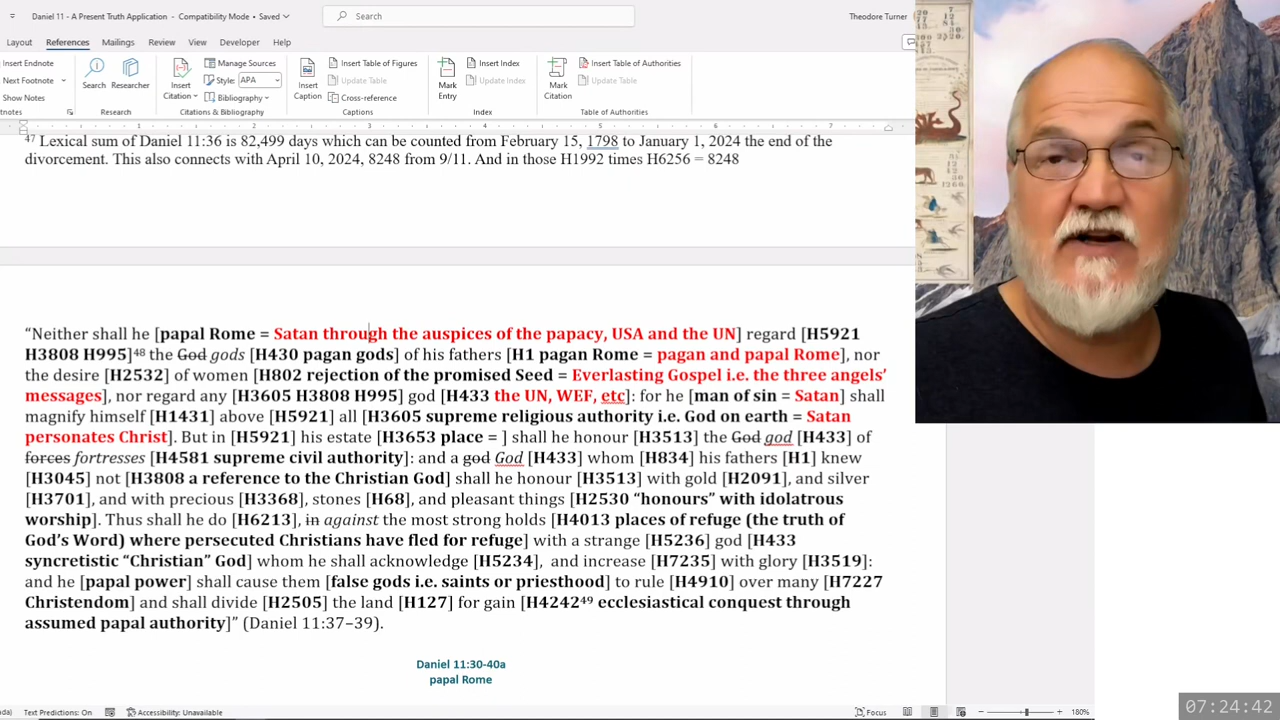 Daniel 11 - A Present Truth Application - Compatibility Mode • Saved
Search
Theodore Turner
Layout References Mailings Review View Developer Help
Insert Endnote
Next Footnote
Show Notes
notes
Search
Researcher
Research
Insert Citation
Manage Sources
Style: APA
Bibliography
Citations & Bibliography
Insert Caption
Insert Table of Figures
Update Table
Cross-reference
Captions
Mark Entry
Insert Index
Update Index
Index
Mark Citation
Insert Table of Authorities
Update Table
Table of Authorities
1 2 3 4 5 6 7
47 Lexical sum of Daniel 11:36 is 82,499 days which can be counted from February 15, 1798 to January 1, 2024 the end of the
divorcement. This also connects with April 10, 2024, 8248 from 9/11. And in those H1992 times H6256 = 8248
“Neither shall he [papal Rome = Satan through the auspices of the papacy, USA and the UN] regard [H5921
H3808 H995]48 the God gods [H430 pagan gods] of his fathers [H1 pagan Rome = pagan and papal Rome], nor
the desire [H2532] of women [H802 rejection of the promised Seed = Everlasting Gospel i.e. the three angels’
messages], nor regard any [H3605 H3808 H995] god [H433 the UN, WEF, etc]: for he [man of sin = Satan] shall
magnify himself [H1431] above [H5921] all [H3605 supreme religious authority i.e. God on earth = Satan
personates Christ]. But in [H5921] his estate [H3653 place = ] shall he honour [H3513] the God god [H433] of
forces fortresses [H4581 supreme civil authority]: and a god God [H433] whom [H834] his fathers [H1] knew
[H3045] not [H3808 a reference to the Christian God] shall he honour [H3513] with gold [H2091], and silver
[H3701], and with precious [H3368], stones [H68], and pleasant things [H2530 “honours” with idolatrous
worship]. Thus shall he do [H6213], in against the most strong holds [H4013 places of refuge (the truth of
God’s Word) where persecuted Christians have fled for refuge] with a strange [H5236] god [H433
syncretistic “Christian” God] whom he shall acknowledge [H5234], and increase [H7235] with glory [H3519]:
and he [papal power] shall cause them [false gods i.e. saints or priesthood] to rule [H4910] over many [H7227
Christendom] and shall divide [H2505] the land [H127] for gain [H424249 ecclesiastical conquest through
assumed papal authority]” (Daniel 11:37–39).
Daniel 11:30-40a
papal Rome
Text Predictions: On
Accessibility: Unavailable
Focus
180%
07:24:42